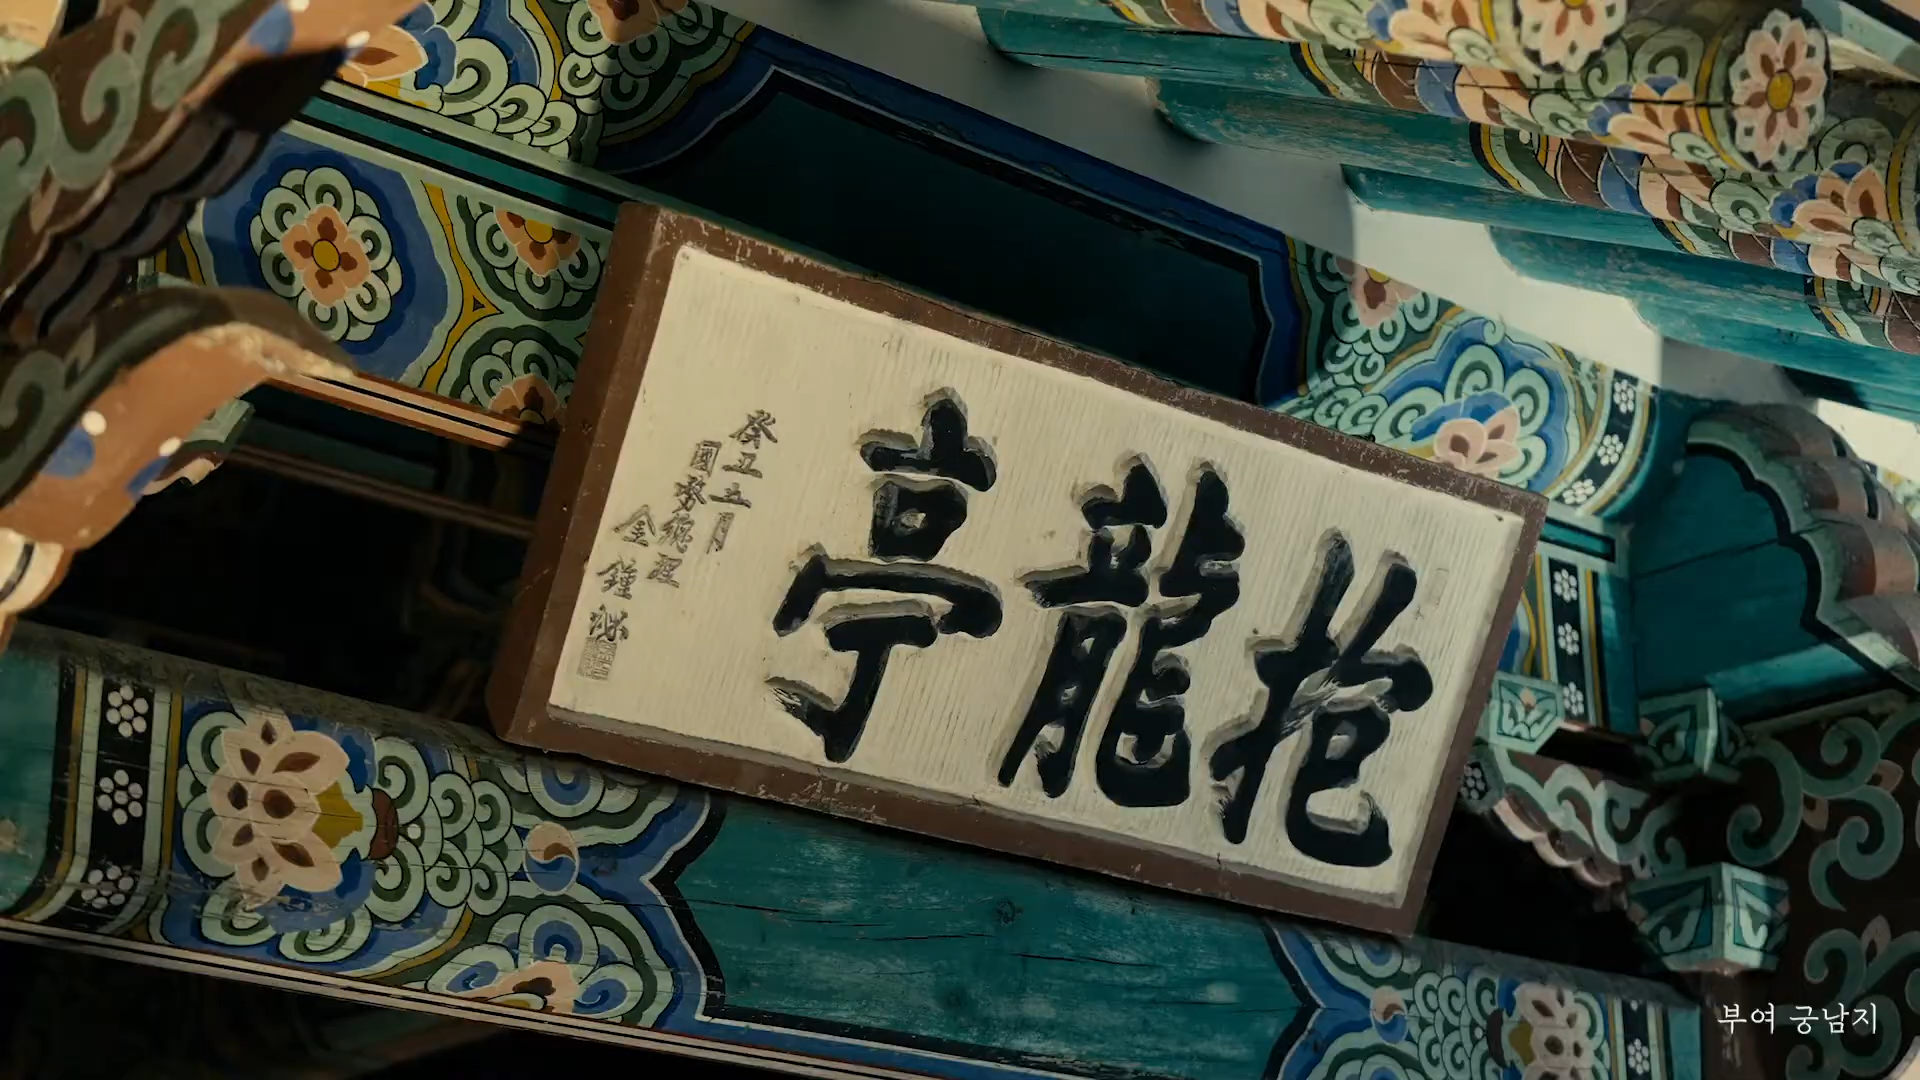 抱龍亭
癸丑五月
國務總理
金鍾泌
부여 궁남지